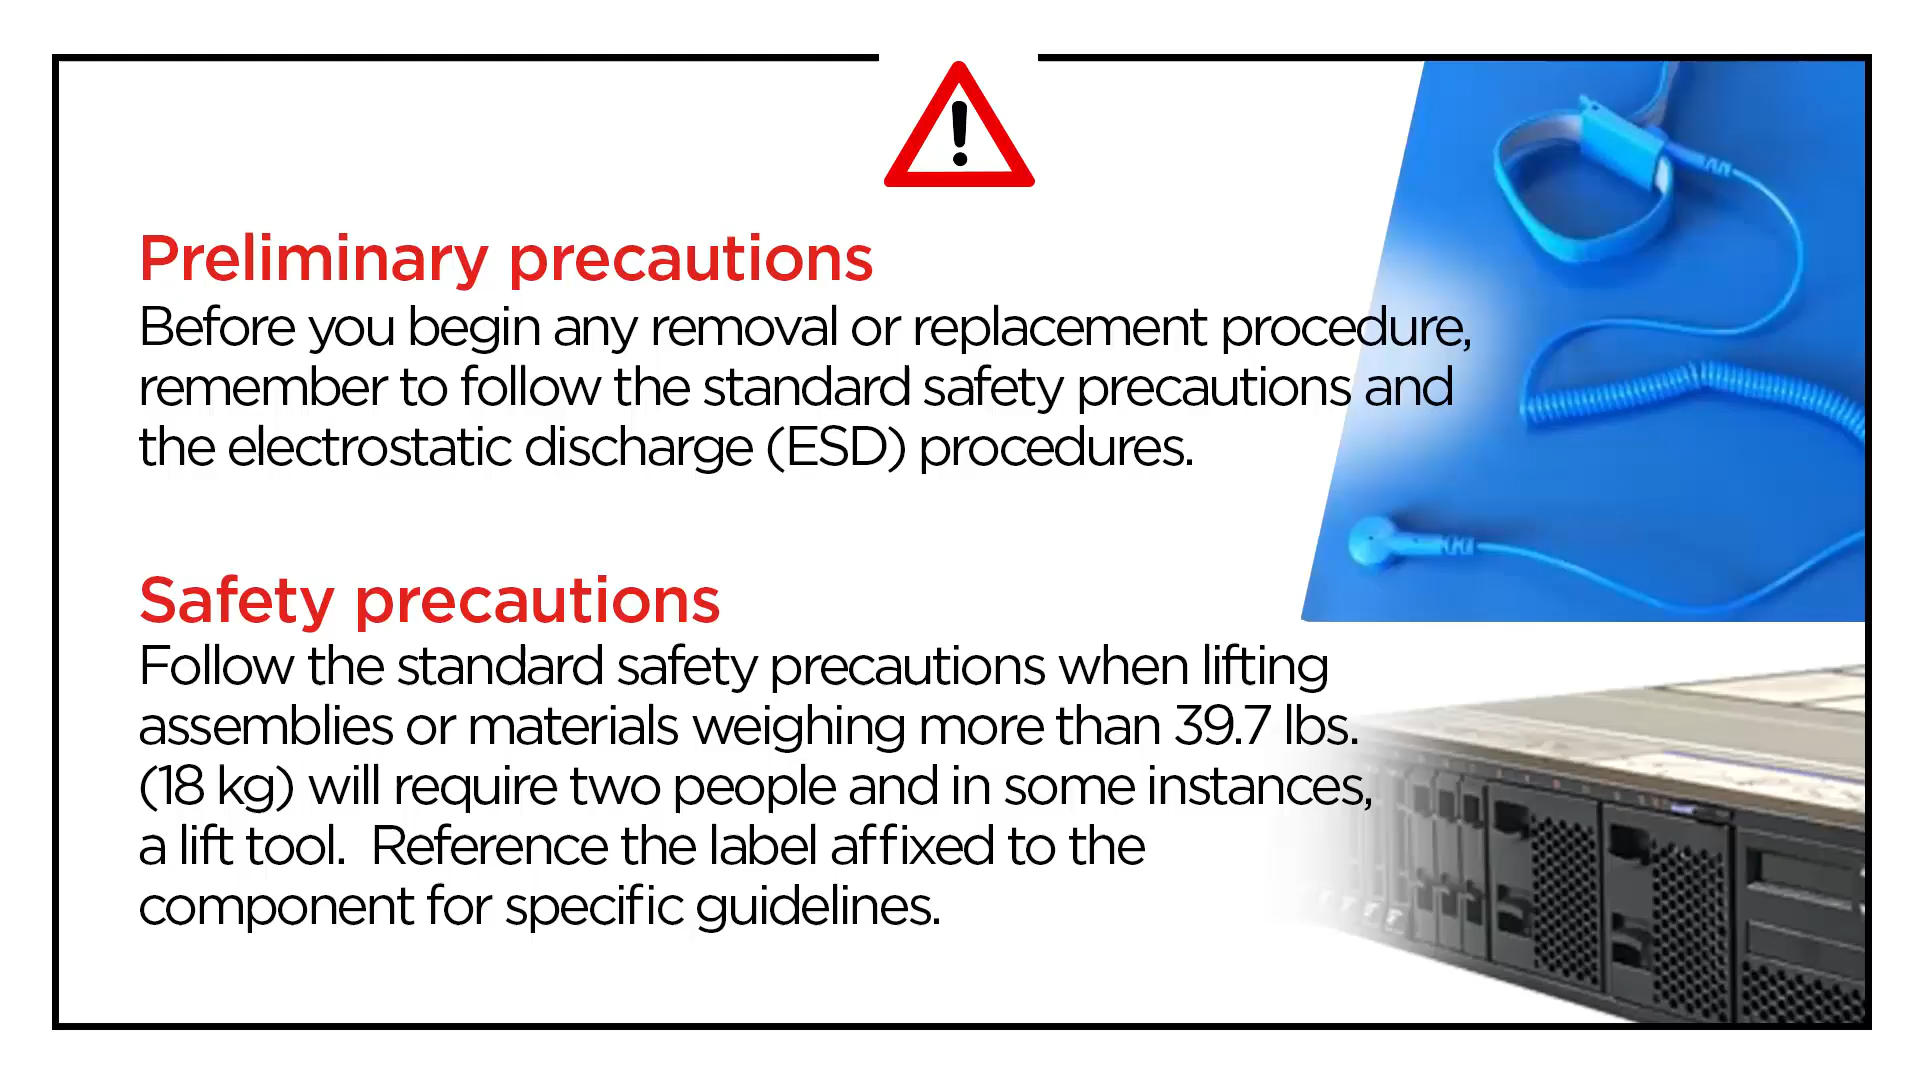 Preliminary precautions
Before you begin any removal or replacement procedure,
remember to follow the standard safety precautions and
the electrostatic discharge (ESD) procedures.
Safety precautions
Follow the standard safety precautions when lifting
assemblies or materials weighing more than 39.7 lbs.
(18 kg) will require two people and in some instances,
a lift tool.  Reference the label affixed to the
component for specific guidelines.